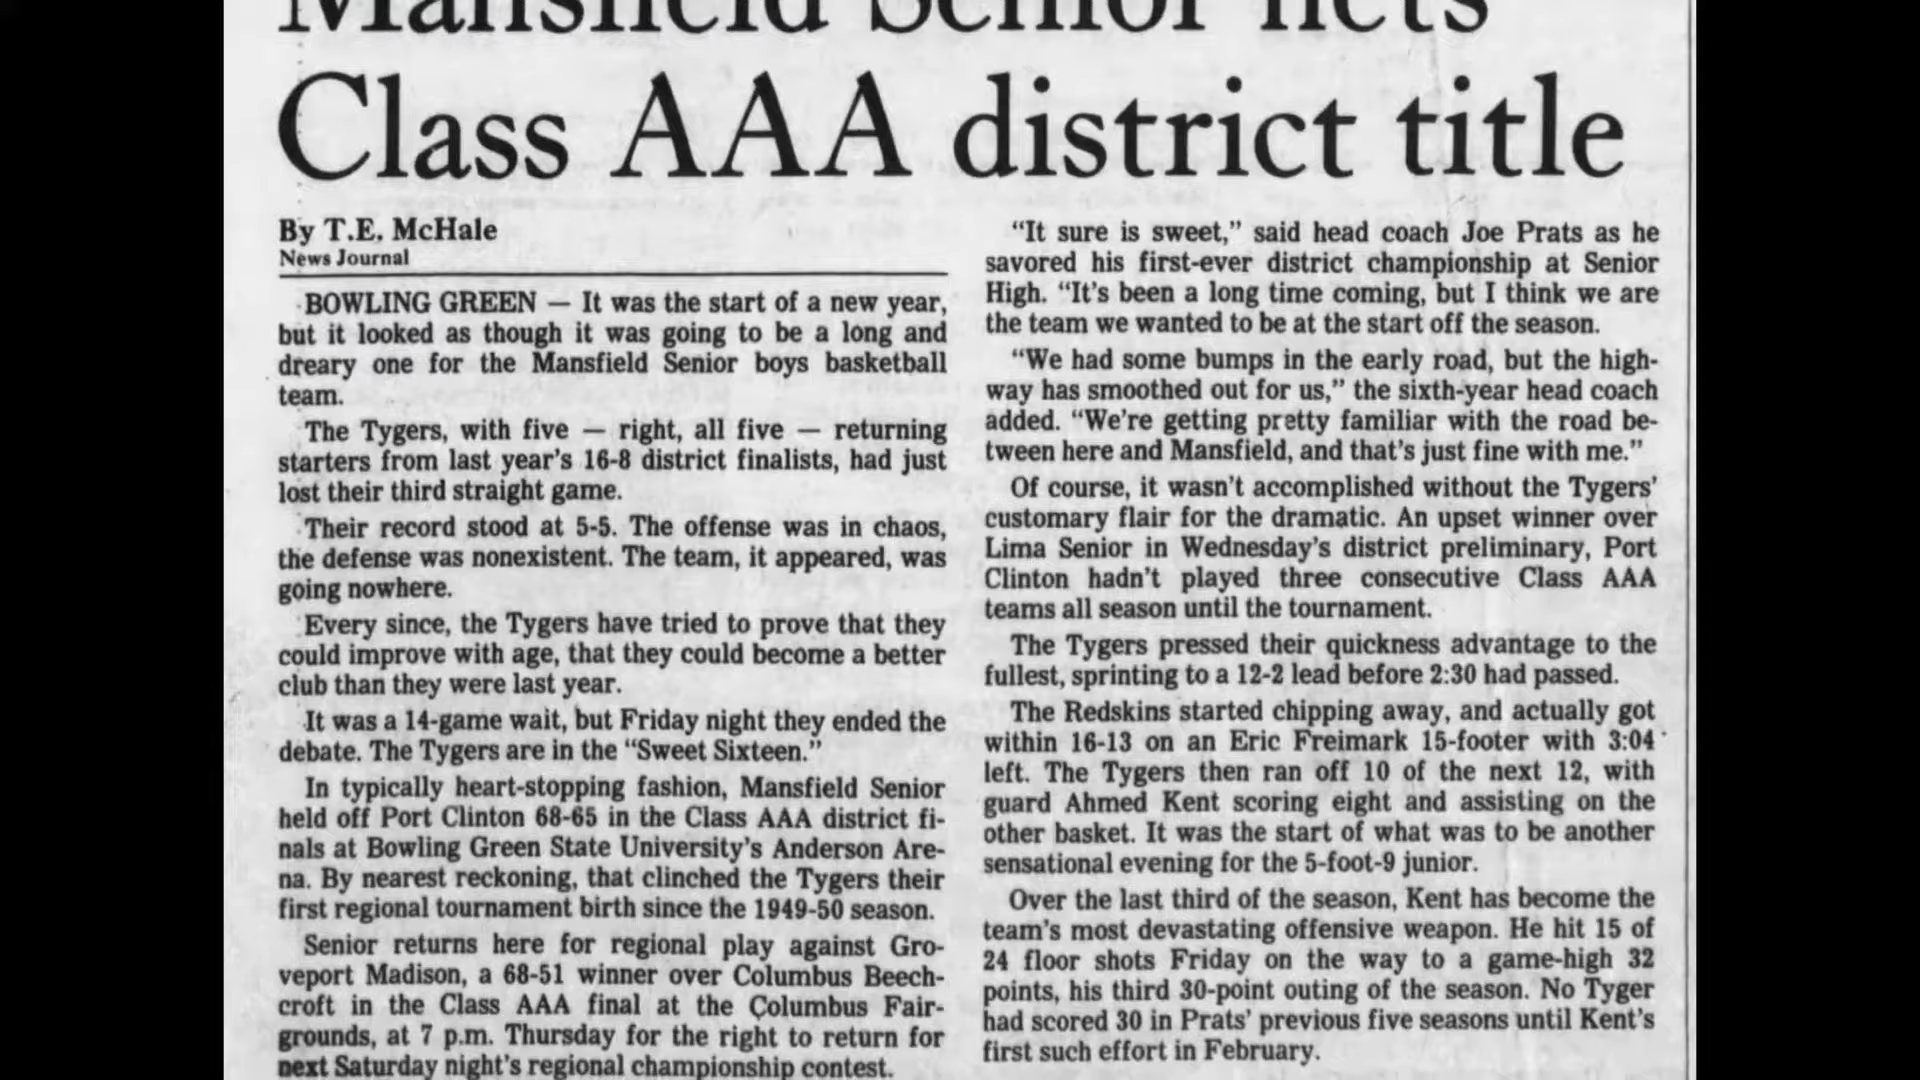 Mansfield Senior nets
Class AAA district title
By T.E. McHale
News Journal
BOWLING GREEN — It was the start of a new year,
but it looked as though it was going to be a long and
dreary one for the Mansfield Senior boys basketball
team.
The Tygers, with five — right, all five — returning
starters from last year's 16-8 district finalists, had just
lost their third straight game.
Their record stood at 5-5. The offense was in chaos,
the defense was nonexistent. The team, it appeared, was
going nowhere.
Every since, the Tygers have tried to prove that they
could improve with age, that they could become a better
club than they were last year.
It was a 14-game wait, but Friday night they ended the
debate. The Tygers are in the “Sweet Sixteen.”
In typically heart-stopping fashion, Mansfield Senior
held off Port Clinton 68-65 in the Class AAA district fi-
nals at Bowling Green State University's Anderson Are-
na. By nearest reckoning, that clinched the Tygers their
first regional tournament birth since the 1949-50 season.
Senior returns here for regional play against Gro-
veport Madison, a 68-51 winner over Columbus Beech-
croft in the Class AAA final at the Columbus Fair-
grounds, at 7 p.m. Thursday for the right to return for
next Saturday night's regional championship contest.
“It sure is sweet,” said head coach Joe Prats as he
savored his first-ever district championship at Senior
High. “It's been a long time coming, but I think we are
the team we wanted to be at the start off the season.
“We had some bumps in the early road, but the high-
way has smoothed out for us,” the sixth-year head coach
added. “We're getting pretty familiar with the road be-
tween here and Mansfield, and that's just fine with me.”
Of course, it wasn't accomplished without the Tygers'
customary flair for the dramatic. An upset winner over
Lima Senior in Wednesday's district preliminary, Port
Clinton hadn't played three consecutive Class AAA
teams all season until the tournament.
The Tygers pressed their quickness advantage to the
fullest, sprinting to a 12-2 lead before 2:30 had passed.
The Redskins started chipping away, and actually got
within 16-13 on an Eric Freimark 15-footer with 3:04
left. The Tygers then ran off 10 of the next 12, with
guard Ahmed Kent scoring eight and assisting on the
other basket. It was the start of what was to be another
sensational evening for the 5-foot-9 junior.
Over the last third of the season, Kent has become the
team's most devastating offensive weapon. He hit 15 of
24 floor shots Friday on the way to a game-high 32
points, his third 30-point outing of the season. No Tyger
had scored 30 in Prats' previous five seasons until Kent's
first such effort in February.